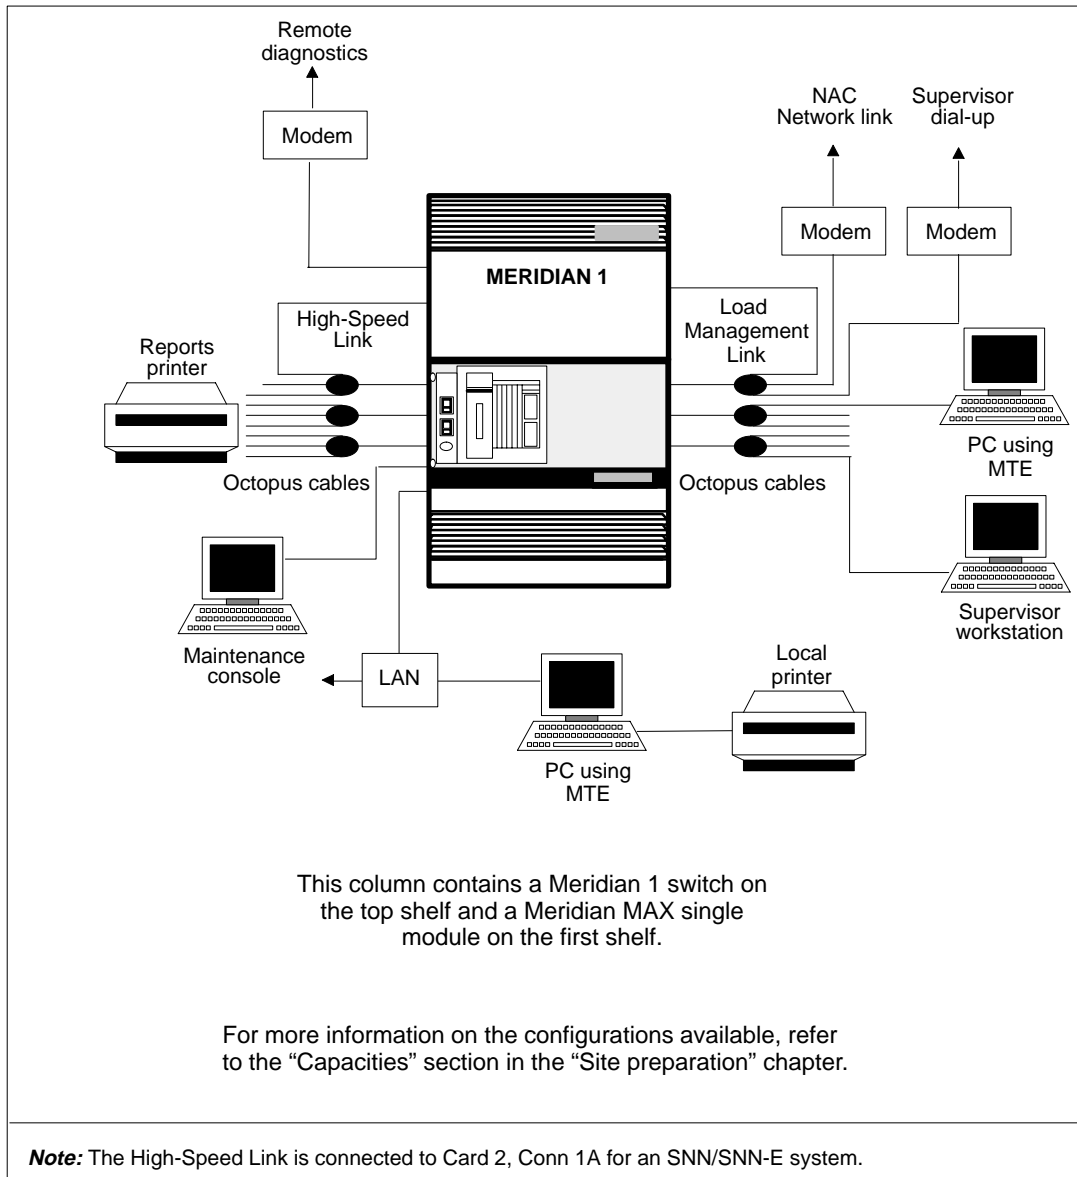 Remote
diagnostics
Modem
NAC
Network link
Supervisor
dial-up
Modem
Modem
MERIDIAN 1
High-Speed
Link
Load
Management
Link
Reports
printer
Octopus cables
Octopus cables
PC using
MTE
Maintenance
console
LAN
Supervisor
workstation
Local
printer
PC using
MTE
This column contains a Meridian 1 switch on
the top shelf and a Meridian MAX single
module on the first shelf.
For more information on the configurations available, refer
to the “Capacities” section in the “Site preparation” chapter.
Note: The High-Speed Link is connected to Card 2, Conn 1A for an SNN/SNN-E system.